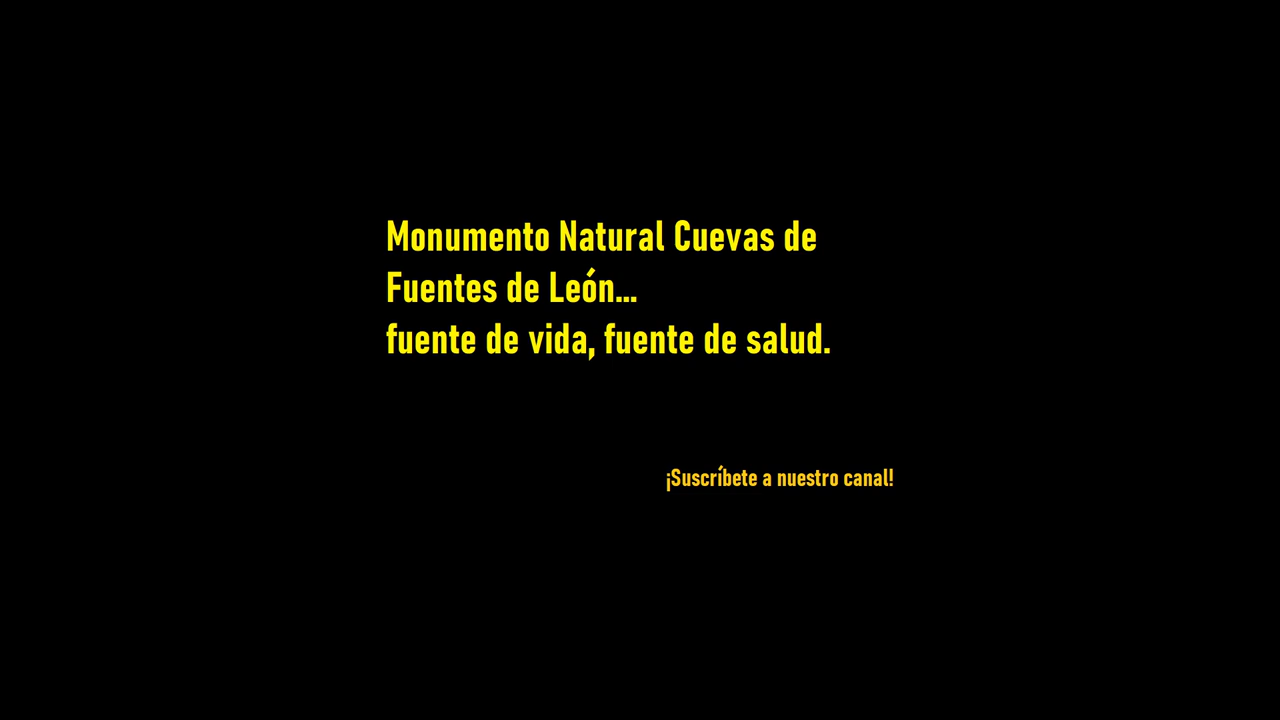 Monumento Natural Cuevas de
Fuentes de León...
fuente de vida, fuente de salud.
¡Suscríbete a nuestro canal!